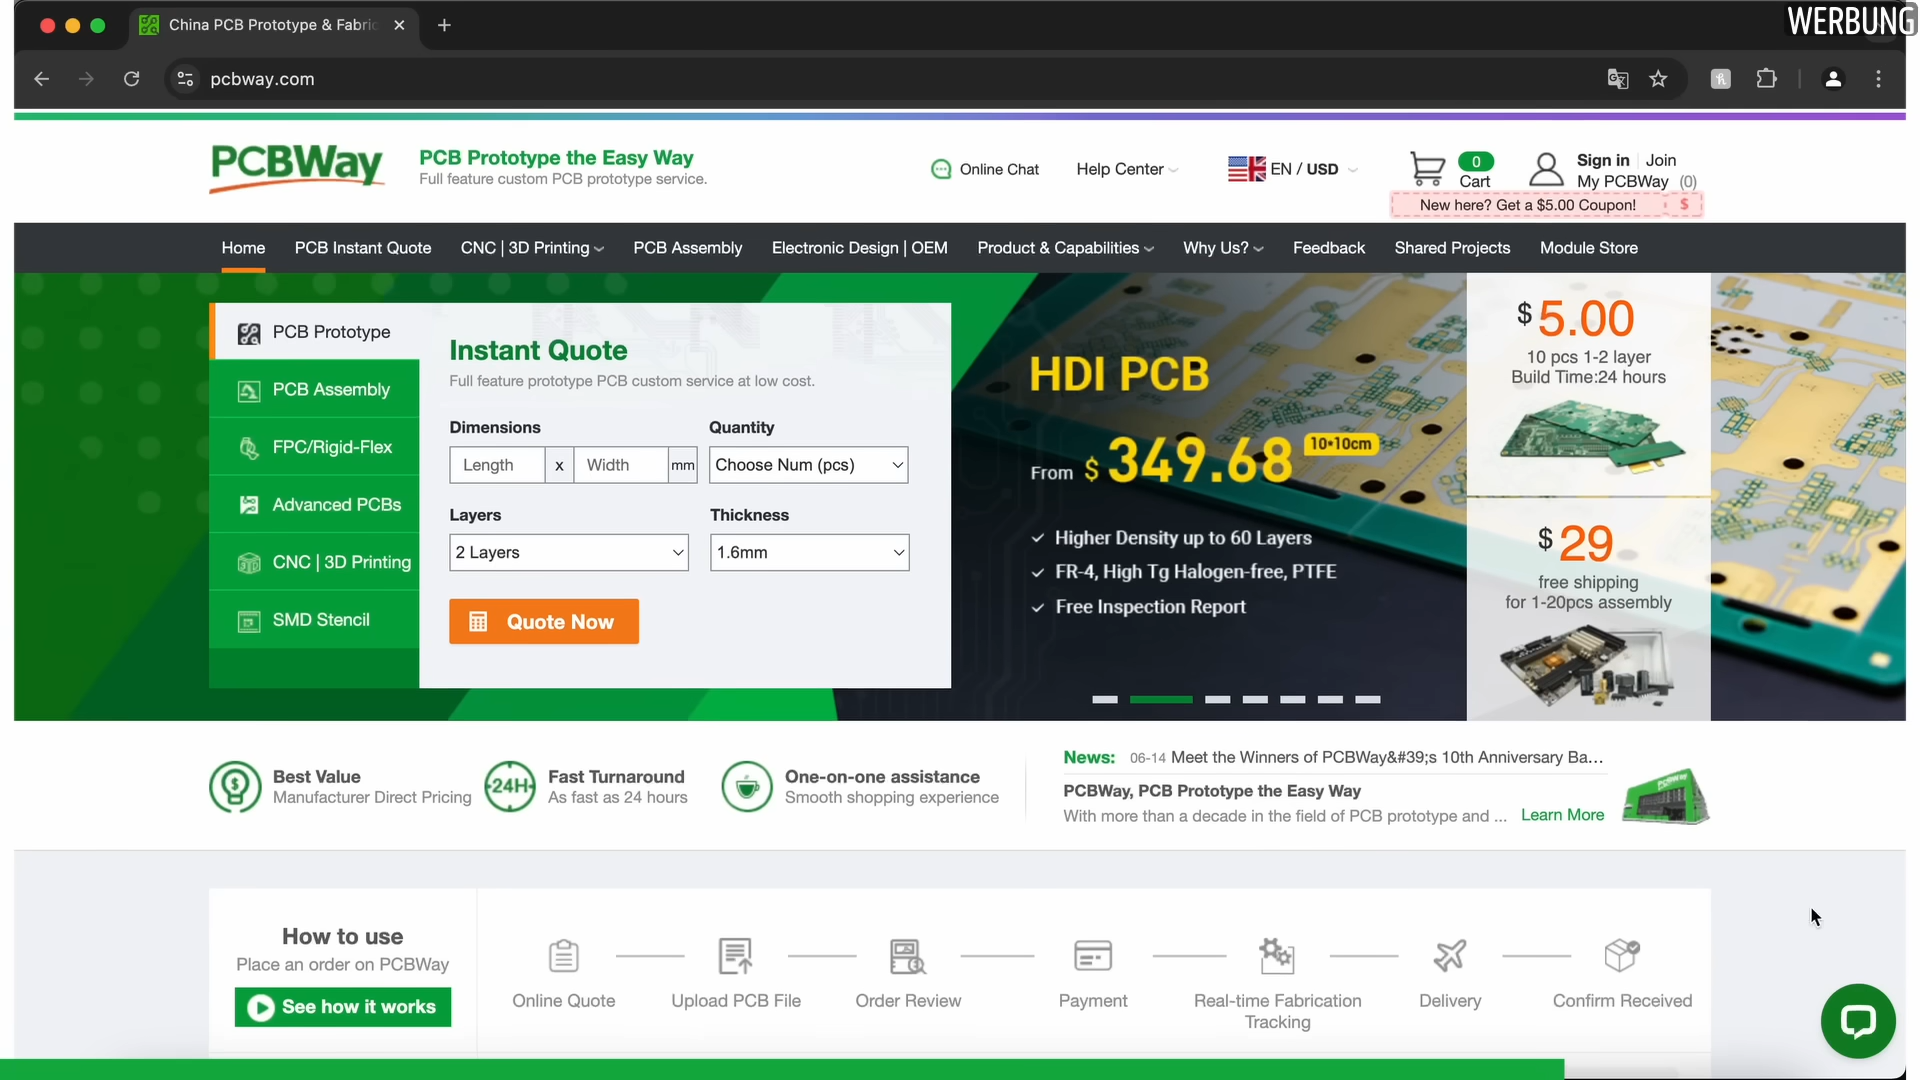 WERBUNG
China PCB Prototype & Fabric
pcbway.com
PCBWay
PCB Prototype the Easy Way
Full feature custom PCB prototype service.
Online Chat
Help Center
EN / USD
0
Cart
Sign in Join
My PCBWay (0)
New here? Get a $5.00 Coupon! $
Home
PCB Instant Quote
CNC | 3D Printing
PCB Assembly
Electronic Design | OEM
Product & Capabilities
Why Us?
Feedback
Shared Projects
Module Store
PCB Prototype
PCB Assembly
FPC/Rigid-Flex
Advanced PCBs
CNC | 3D Printing
SMD Stencil
Instant Quote
Full feature prototype PCB custom service at low cost.
Dimensions
Quantity
Length x Width mm
Choose Num (pcs)
Layers
Thickness
2 Layers
1.6mm
Quote Now
HDI PCB
From $ 349.68 10*10cm
Higher Density up to 60 Layers
FR-4, High Tg Halogen-free, PTFE
Free Inspection Report
$ 5.00
10 pcs 1-2 layer
Build Time:24 hours
$ 29
free shipping
for 1-20pcs assembly
Best Value
Manufacturer Direct Pricing
24H
Fast Turnaround
As fast as 24 hours
One-on-one assistance
Smooth shopping experience
News: 06-14 Meet the Winners of PCBWay&#39;s 10th Anniversary Ba...
PCBWay, PCB Prototype the Easy Way
With more than a decade in the field of PCB prototype and ... Learn More
How to use
Place an order on PCBWay
See how it works
Online Quote
Upload PCB File
Order Review
Payment
Real-time Fabrication
Tracking
Delivery
Confirm Received